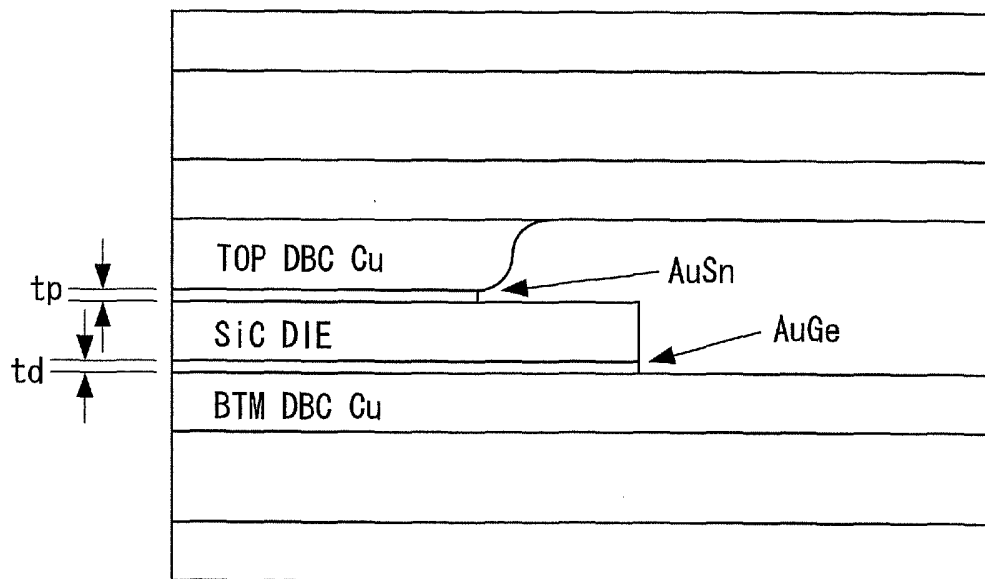 TOP DBC Cu
AuSn
tp
SiC DIE
AuGe
td
BTM DBC Cu